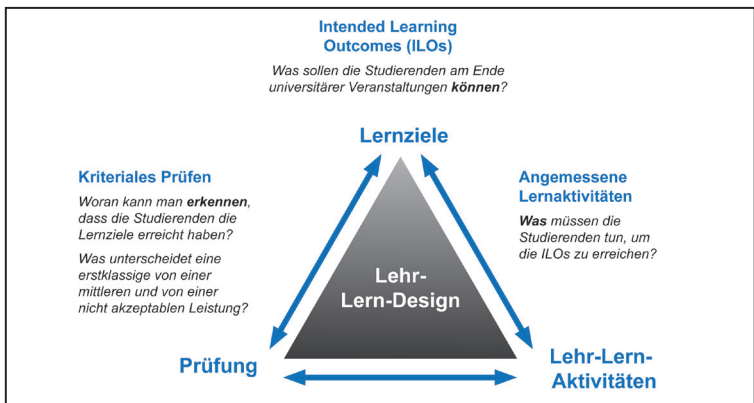 Intended Learning
Outcomes (ILOs)
Was sollen die Studierenden am Ende
universitärer Veranstaltungen können?
Lernziele
Kriteriales Prüfen
Woran kann man erkennen,
dass die Studierenden die
Lernziele erreicht haben?
Was unterscheidet eine
erstklassige von einer
mittleren und von einer
nicht akzeptablen Leistung?
Angemessene
Lernaktivitäten
Was müssen die
Studierenden tun, um
die ILOs zu erreichen?
Lehr-
Lern-Design
Prüfung
Lehr-Lern-
Aktivitäten